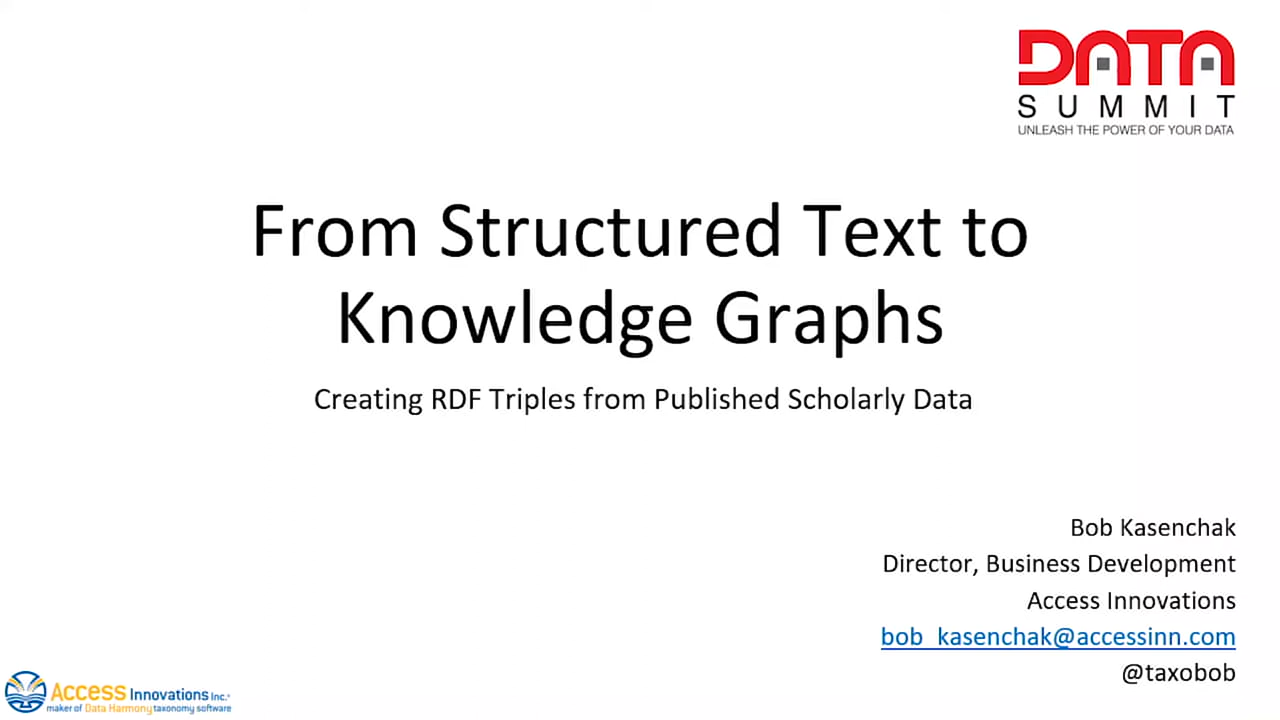 DATA
SUMMIT
UNLEASH THE POWER OF YOUR DATA
From Structured Text to
Knowledge Graphs
Creating RDF Triples from Published Scholarly Data
Bob Kasenchak
Director, Business Development
Access Innovations
bob_kasenchak@accessinn.com
@taxobob
Access Innovations Inc.®
maker of Data Harmony taxonomy software